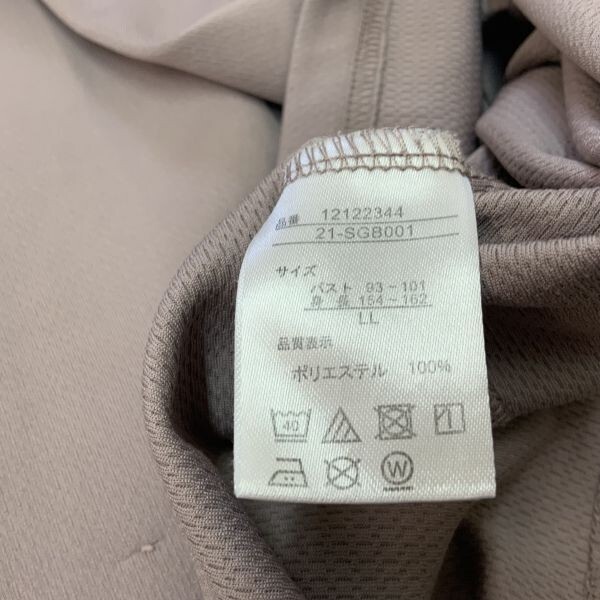 品番 12122344
21-SGB001
サイズ
バスト 93~101
身長 154~162
LL
品質表示
ポリエステル 100%
40
W